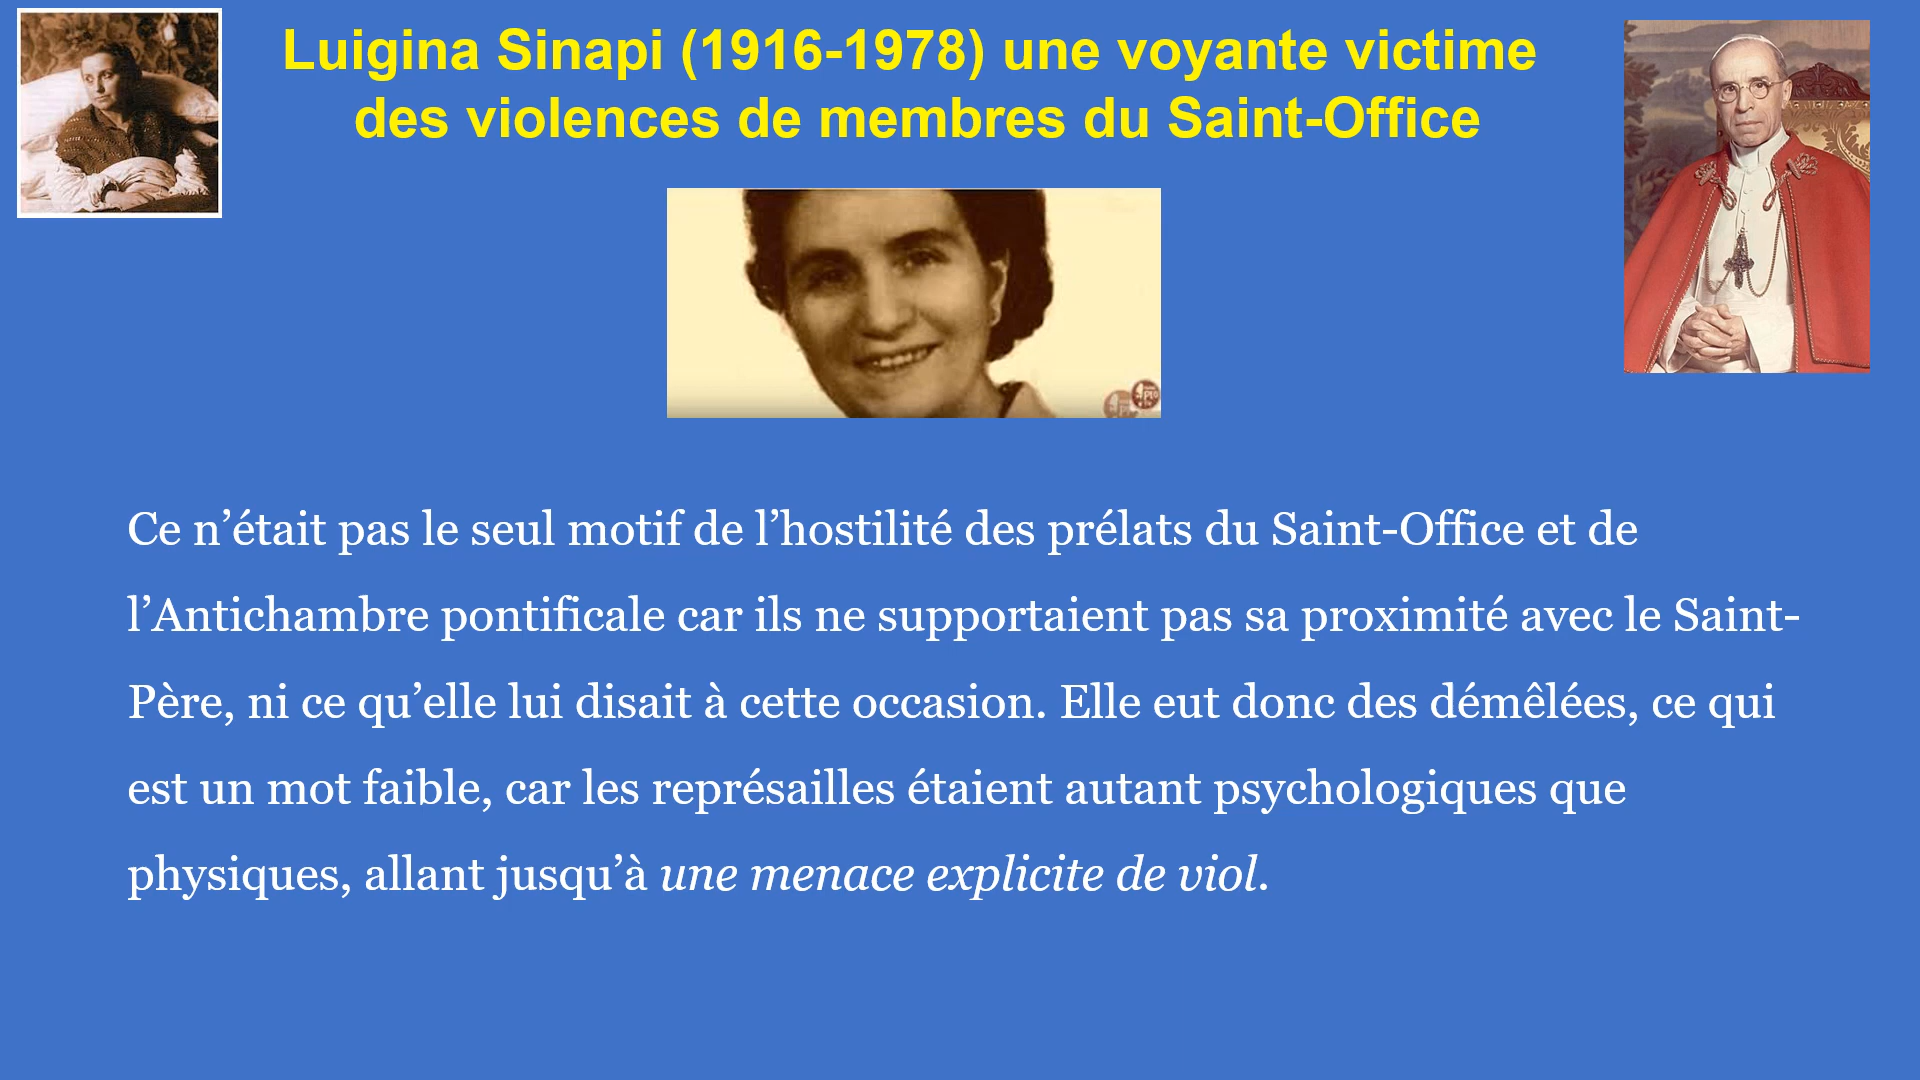 Luigina Sinapi (1916-1978) une voyante victime
des violences de membres du Saint-Office
Ce n’était pas le seul motif de l’hostilité des prélats du Saint-Office et de
l’Antichambre pontificale car ils ne supportaient pas sa proximité avec le Saint-
Père, ni ce qu’elle lui disait à cette occasion. Elle eut donc des démêlées, ce qui
est un mot faible, car les représailles étaient autant psychologiques que
physiques, allant jusqu’à une menace explicite de viol.